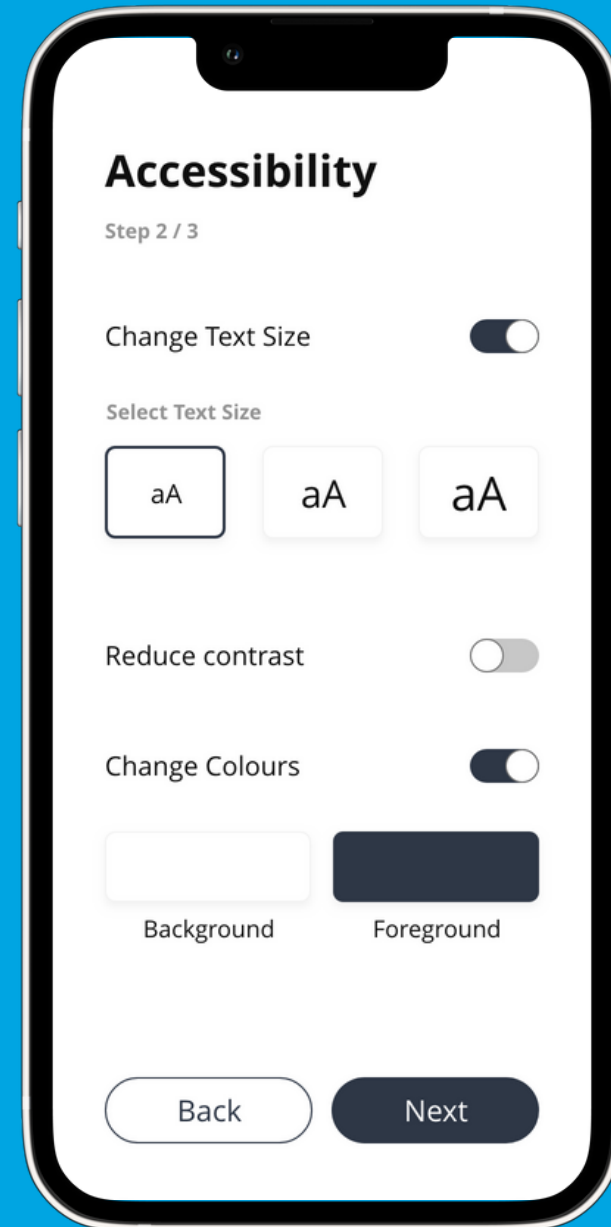 Accessibility
Step 2 / 3
Change Text Size
Select Text Size
aA aA aA
Reduce contrast
Change Colours
Background Foreground
Back Next